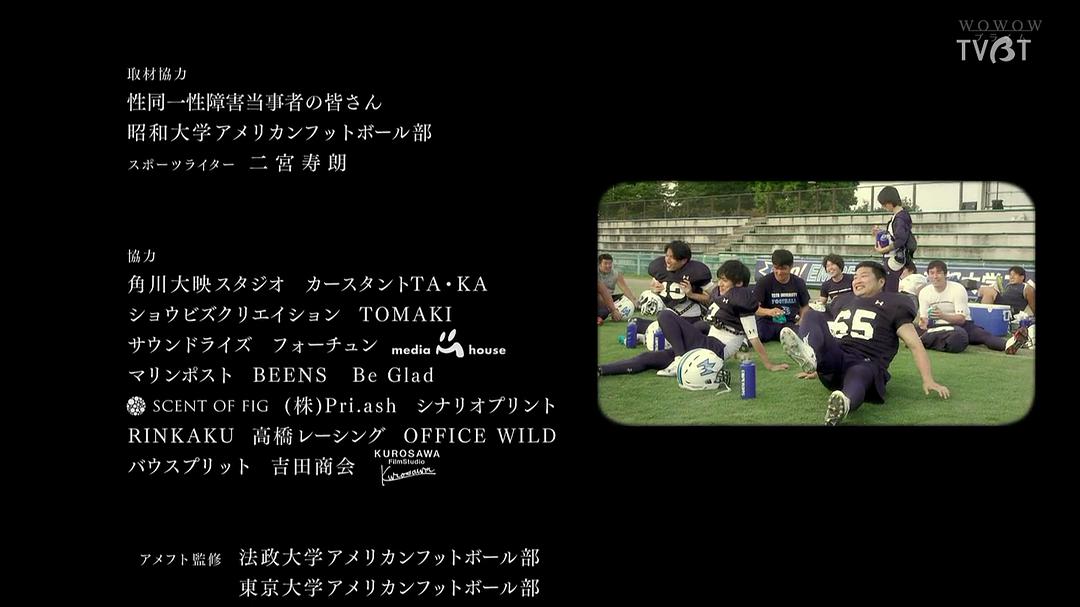 WOWOW
プライム
TVBT
取材協力
性同一性障害当事者の皆さん
昭和大学アメリカンフットボール部
スポーツライター 二宮寿朗
協力
角川大映スタジオ カースタントTA・KA
ショウビズクリエイション TOMAKI
サウンドライズ フォーチュン media house
マリンポスト BEENS Be Glad
SCENT OF FIG (株)Pri.ash シナリオプリント
RINKAKU 高橋レーシング OFFICE WILD
バウスプリット 吉田商会 KUROSAWA
FilmStudio
Kurosawa
アメフト監修 法政大学アメリカンフットボール部
東京大学アメリカンフットボール部
65